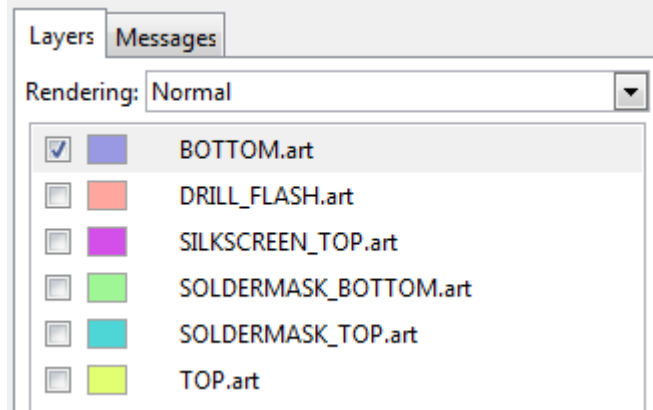 Layers Messages
Rendering: Normal
BOTTOM.art
DRILL_FLASH.art
SILKSCREEN_TOP.art
SOLDERMASK_BOTTOM.art
SOLDERMASK_TOP.art
TOP.art